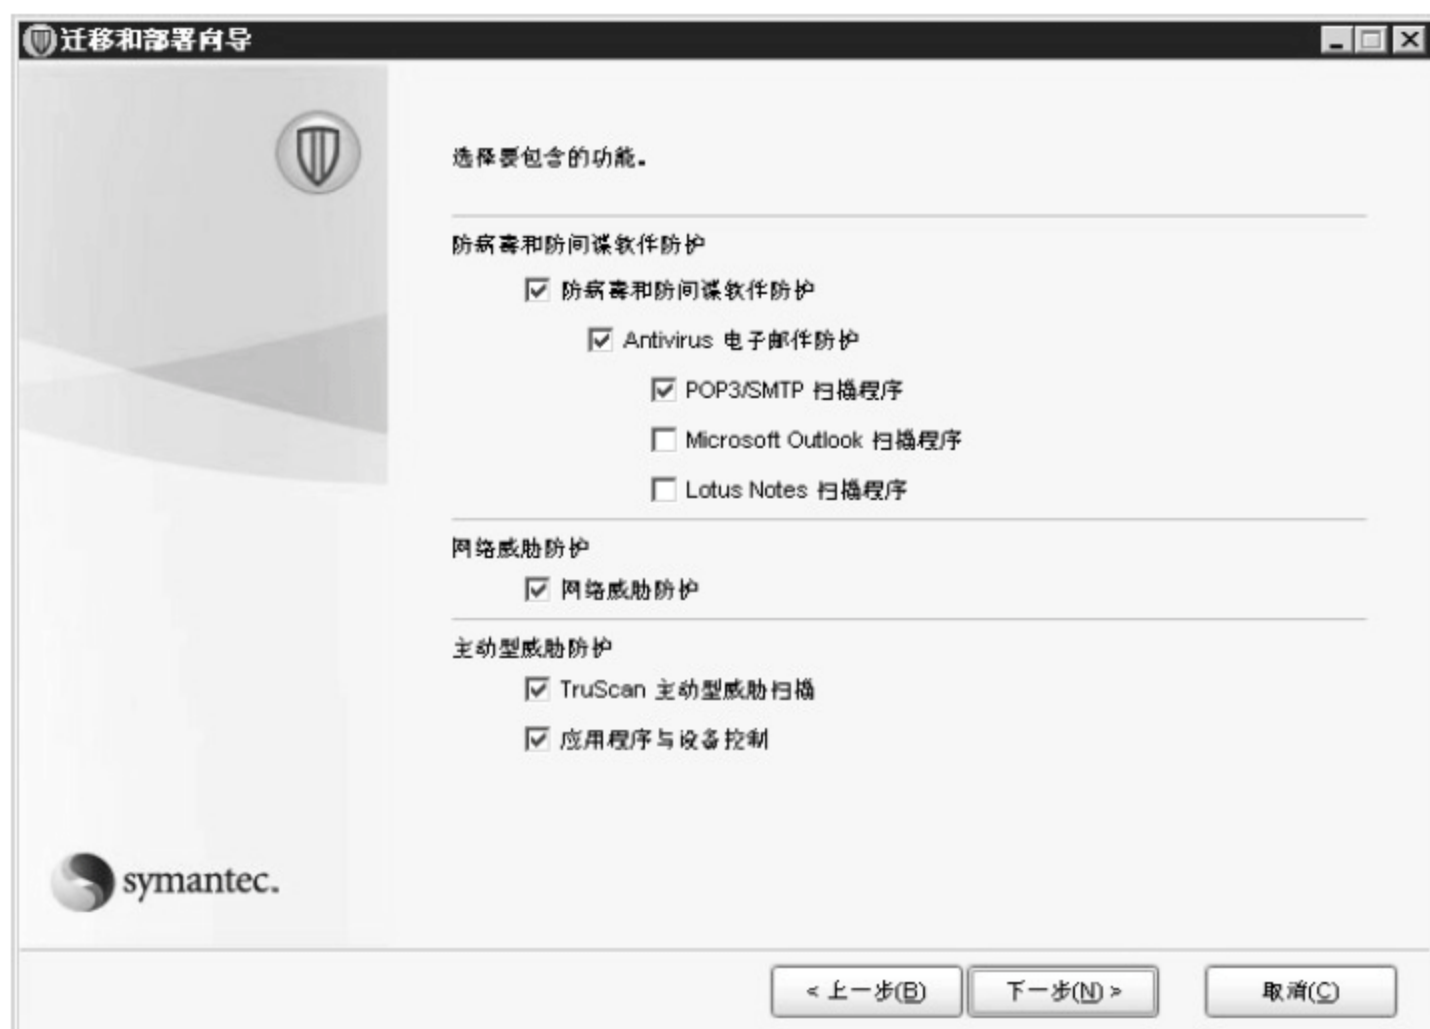 迁移和部署向导
选择要包含的功能。
防病毒和防间谍软件防护
防病毒和防间谍软件防护
Antivirus 电子邮件防护
POP3/SMTP 扫描程序
Microsoft Outlook 扫描程序
Lotus Notes 扫描程序
网络威胁防护
网络威胁防护
主动型威胁防护
TruScan 主动型威胁扫描
应用程序与设备控制
symantec.
< 上一步(B)
下一步(N) >
取消(C)